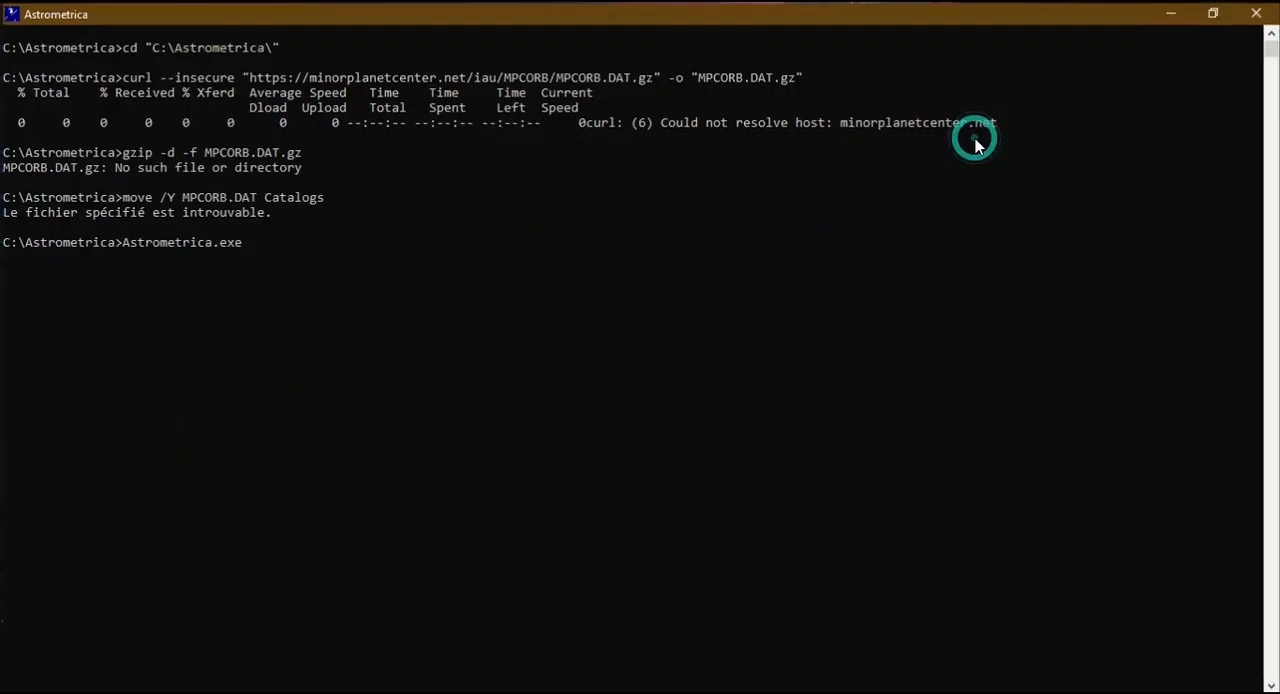 Astrometrica
C:\Astrometrica>cd "C:\Astrometrica\"
C:\Astrometrica>curl --insecure "https://minorplanetcenter.net/iau/MPCORB/MPCORB.DAT.gz" -o "MPCORB.DAT.gz"
% Total % Received % Xferd Average Speed Time Time Time Current
Dload Upload Total Spent Left Speed
0 0 0 0 0 0 0 0 --:--:-- --:--:-- --:--:-- 0curl: (6) Could not resolve host: minorplanetcenter.net
C:\Astrometrica>gzip -d -f MPCORB.DAT.gz
MPCORB.DAT.gz: No such file or directory
C:\Astrometrica>move /Y MPCORB.DAT Catalogs
Le fichier spécifié est introuvable.
C:\Astrometrica>Astrometrica.exe